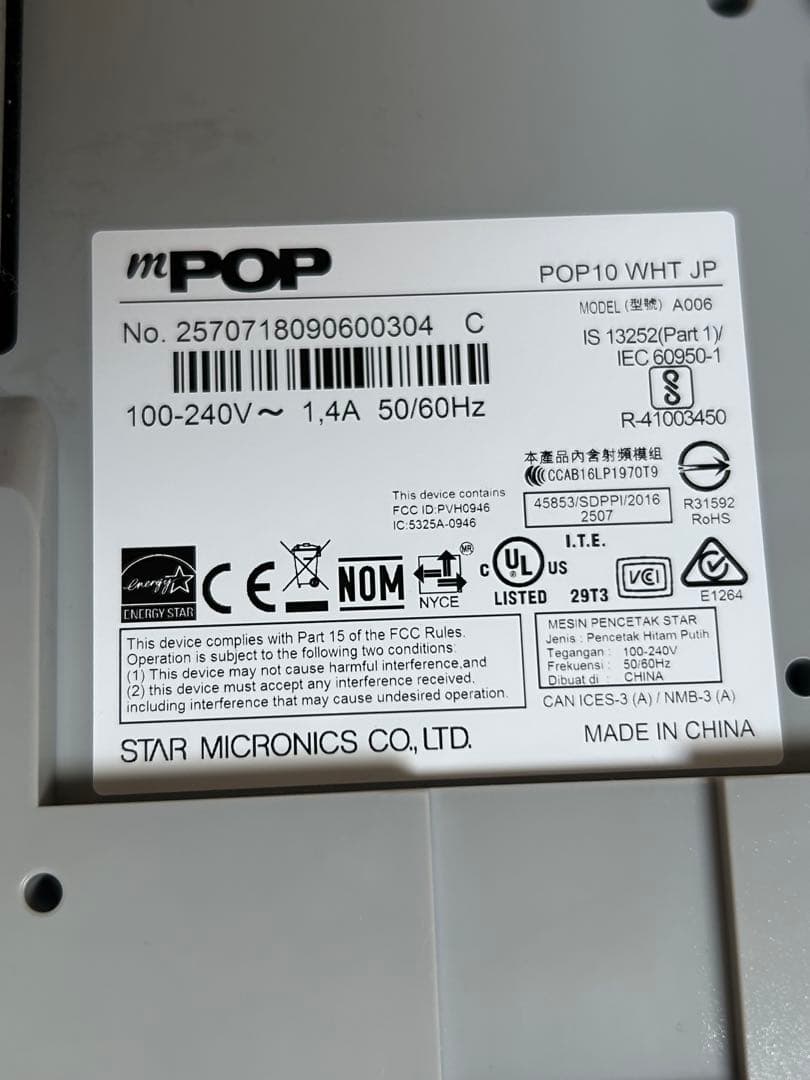 mPOP
POP10 WHT JP
No. 2570718090600304 C
MODEL (型號) A006
100-240V～ 1,4A 50/60Hz
IS 13252(Part 1)/
IEC 60950-1
R-41003450
本產品內含射頻模組
CCAB16LP1970T9
This device contains
FCC ID:PVH0946
IC:5325A-0946
45853/SDPPI/2016
2507
R31592
RoHS
energy
ENERGY STAR
CE
NOM
MR
NYCE
I.T.E.
C UL US
LISTED 29T3
VCI
E1264
This device complies with Part 15 of the FCC Rules.
Operation is subject to the following two conditions:
(1) This device may not cause harmful interference,and
(2) this device must accept any interference received,
including interference that may cause undesired operation.
MESIN PENCETAK STAR
Jenis : Pencetak Hitam Putih
Tegangan : 100-240V
Frekuensi : 50/60Hz
Dibuat di : CHINA
CAN ICES-3 (A) / NMB-3 (A)
STAR MICRONICS CO., LTD.
MADE IN CHINA